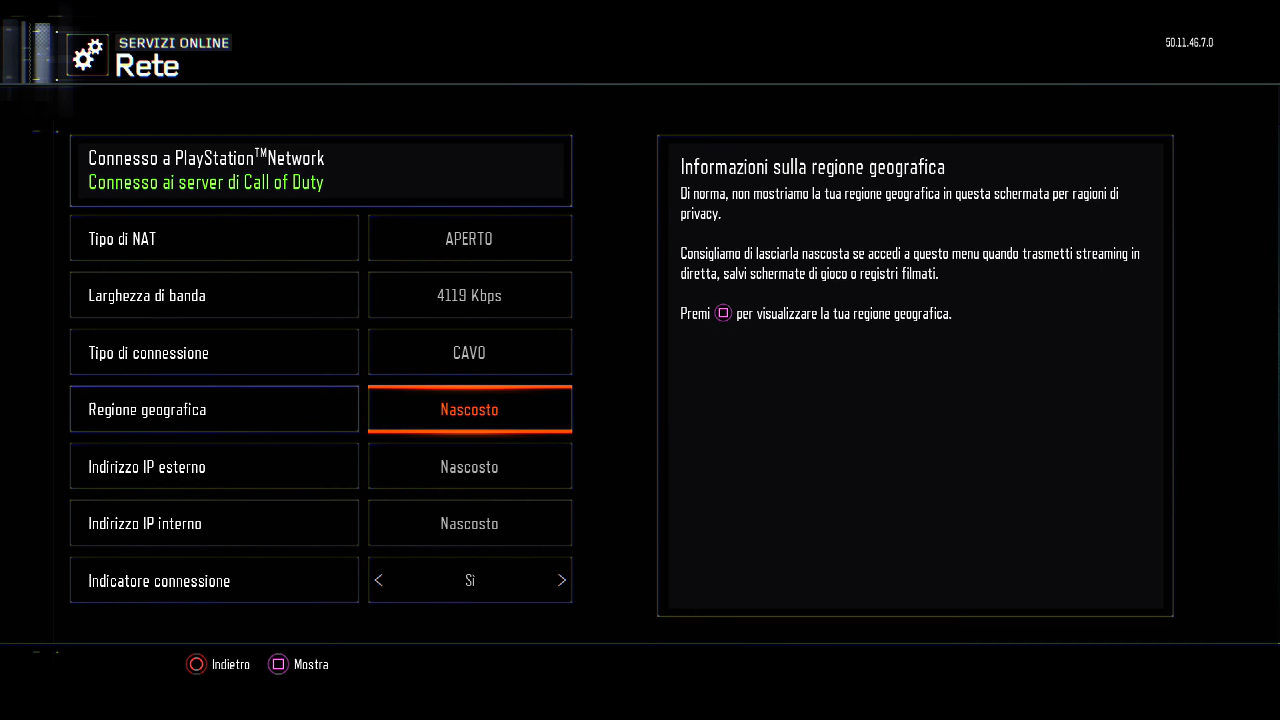 SERVIZI ONLINE
Rete
50.11.46.7.0
Connesso a PlayStation™Network
Connesso ai server di Call of Duty
Tipo di NAT
APERTO
Larghezza di banda
4119 Kbps
Tipo di connessione
CAVO
Regione geografica
Nascosto
Indirizzo IP esterno
Nascosto
Indirizzo IP interno
Nascosto
Indicatore connessione
< Sì >
Informazioni sulla regione geografica
Di norma, non mostriamo la tua regione geografica in questa schermata per ragioni di
privacy.
Consigliamo di lasciarla nascosta se accedi a questo menu quando trasmetti streaming in
diretta, salvi schermate di gioco o registri filmati.
Premi per visualizzare la tua regione geografica.
Indietro Mostra